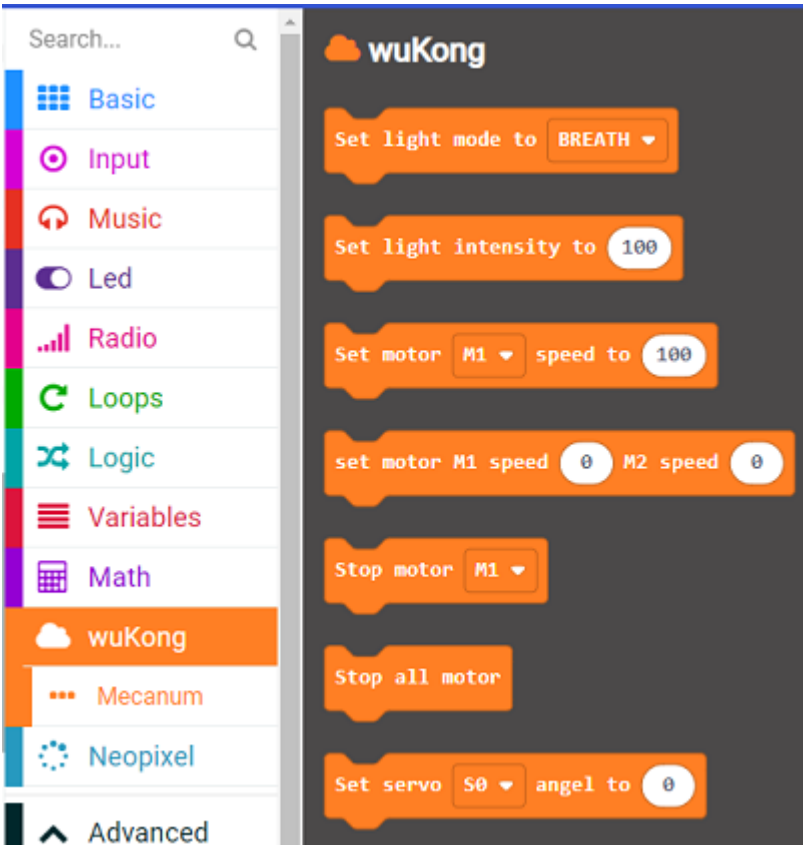 Search...
Basic
Input
Music
Led
Radio
Loops
Logic
Variables
Math
wuKong
Mecanum
Neopixel
Advanced
wuKong
Set light mode to BREATH
Set light intensity to 100
Set motor M1 speed to 100
set motor M1 speed 0 M2 speed 0
Stop motor M1
Stop all motor
Set servo S0 angel to 0